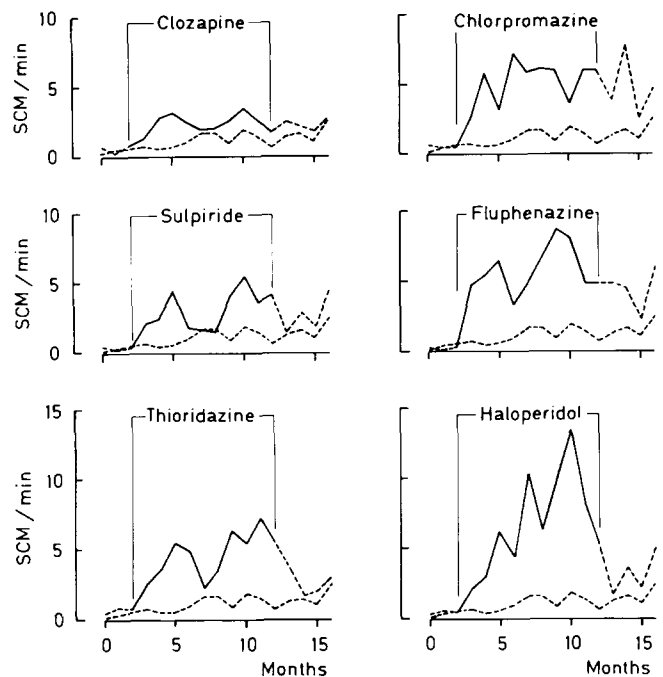 Clozapine
Chlorpromazine
SCM/min
10
5
0
Sulpiride
Fluphenazine
SCM/min
10
5
0
Thioridazine
Haloperidol
SCM/min
15
10
5
0
0 5 10 15
0 5 10 15
Months
Months